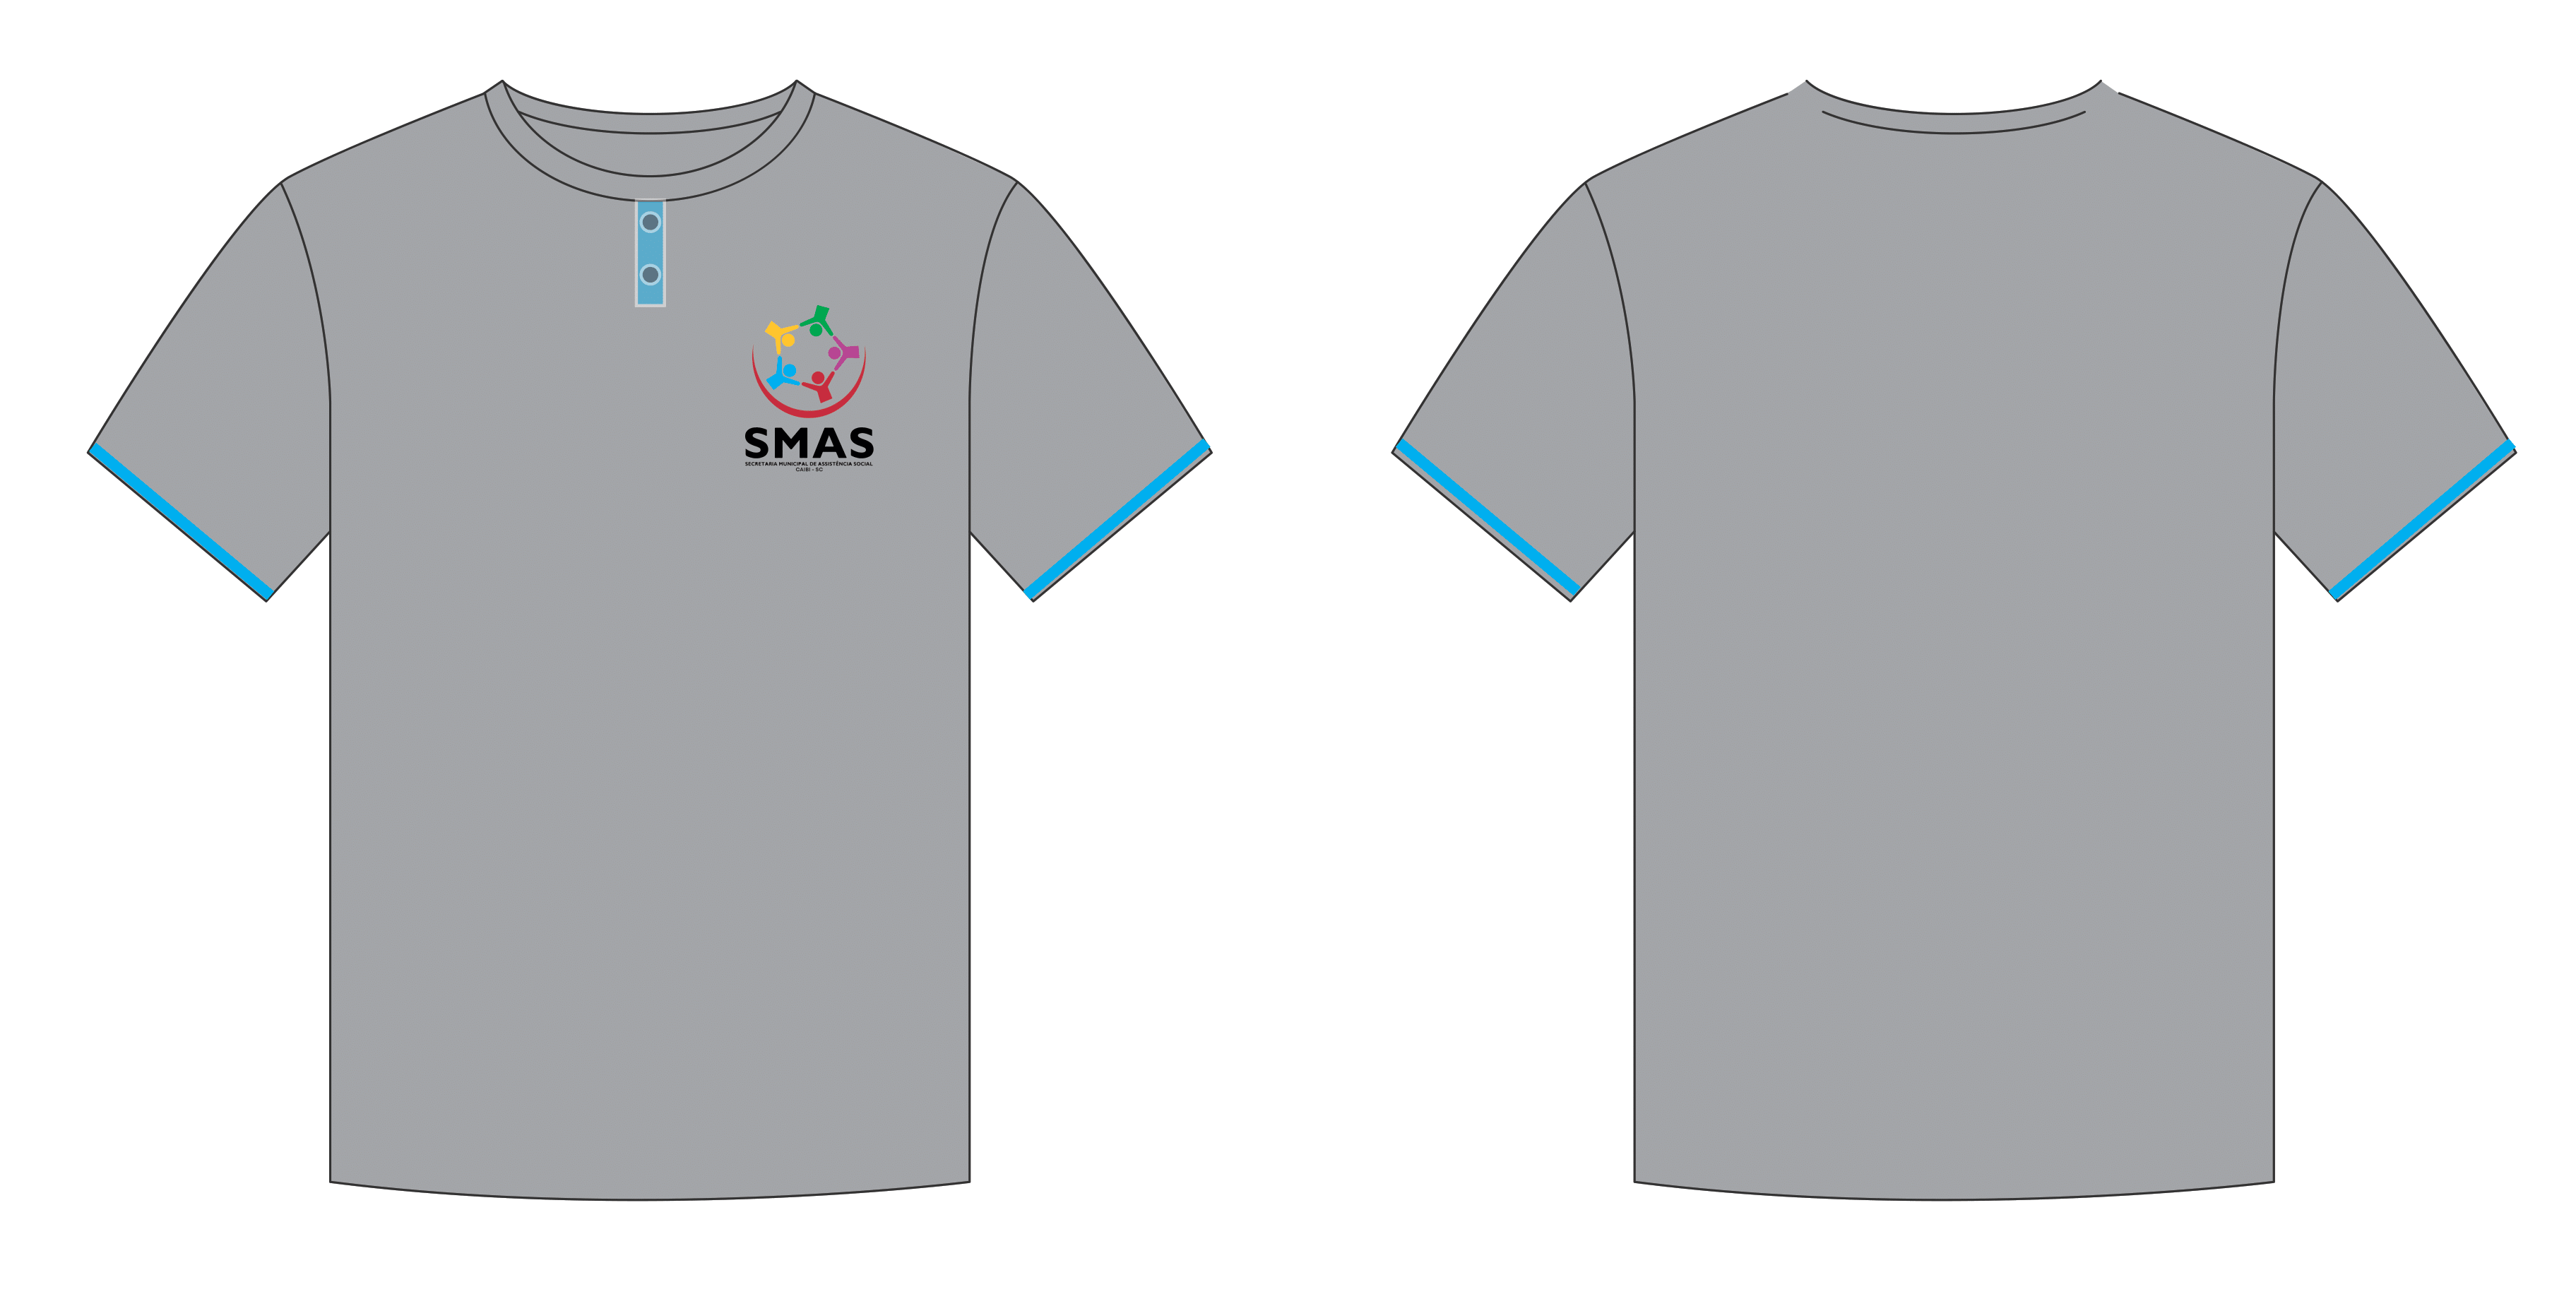 SMAS
SECRETARIA MUNICIPAL DE ASSISTÊNCIA SOCIAL
CAIBI - SC